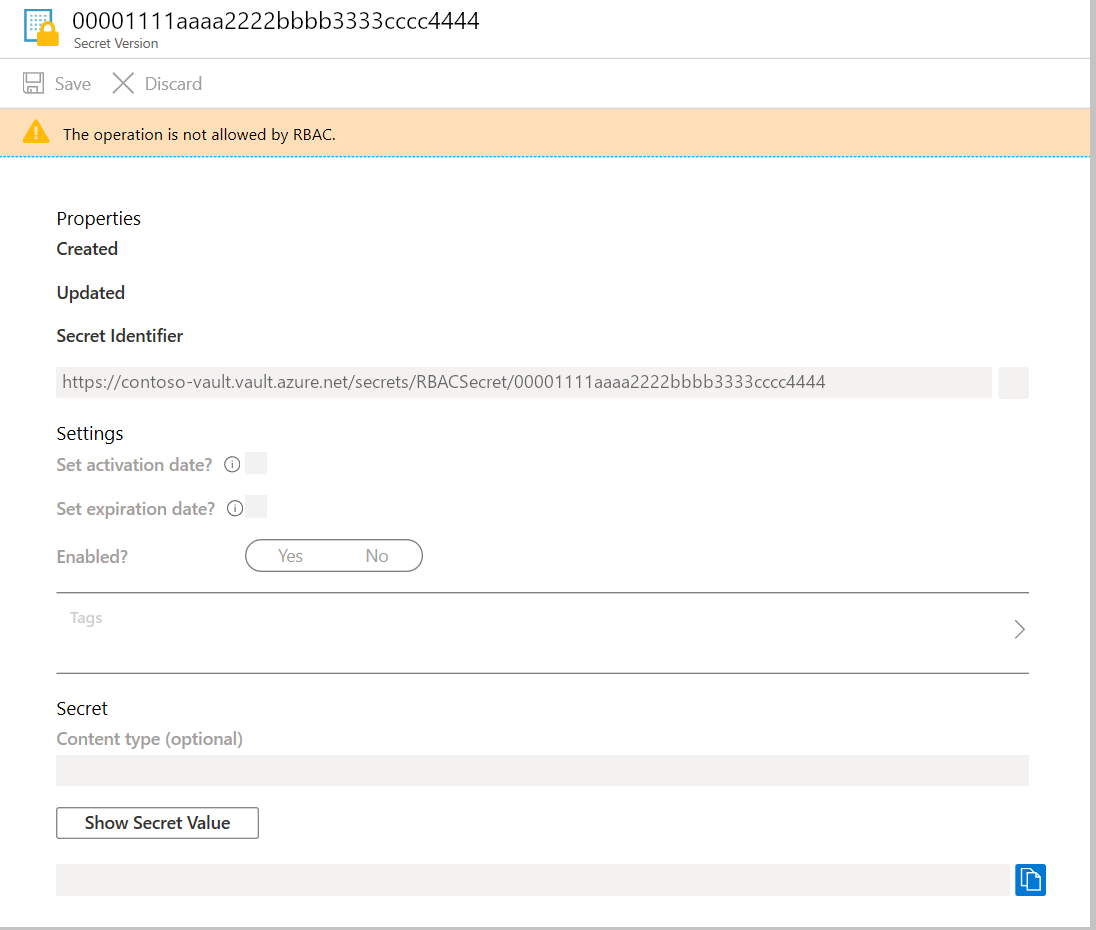 00001111aaaa2222bbbb3333cccc4444
Secret Version
Save Discard
The operation is not allowed by RBAC.
Properties
Created
Updated
Secret Identifier
https://contoso-vault.vault.azure.net/secrets/RBACSecret/00001111aaaa2222bbbb3333cccc4444
Settings
Set activation date?
Set expiration date?
Enabled? Yes No
Tags
Secret
Content type (optional)
Show Secret Value